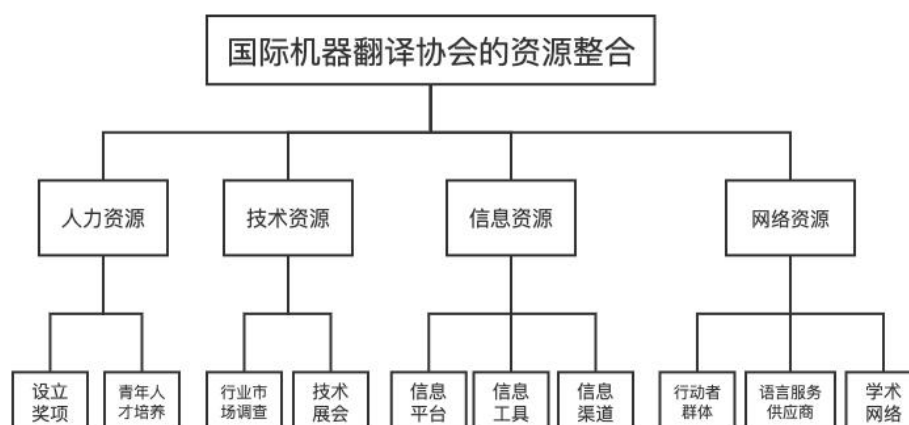 国际机器翻译协会的资源整合
人力资源
技术资源
信息资源
网络资源
设立
奖项
青年人
才培养
行业市
场调查
技术
展会
信息
平台
信息
工具
信息
渠道
行动者
群体
语言服务
供应商
学术
网络